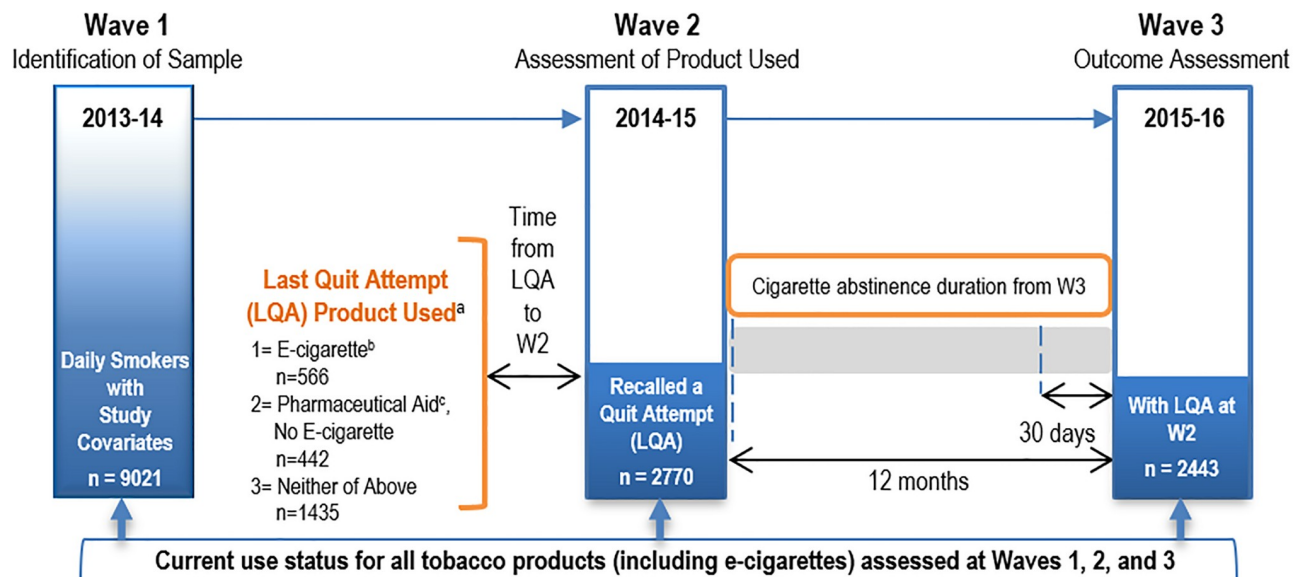 Wave 1
Identification of Sample
Wave 2
Assessment of Product Used
Wave 3
Outcome Assessment
2013-14
2014-15
2015-16
Daily Smokers
with
Study
Covariates
n = 9021
Last Quit Attempt
(LQA) Product Usedᵃ
1= E-cigaretteᵇ
n=566
2= Pharmaceutical Aidᶜ,
No E-cigarette
n=442
3= Neither of Above
n=1435
Time
from
LQA
to
W2
Recalled a
Quit Attempt
(LQA)
n = 2770
Cigarette abstinence duration from W3
30 days
12 months
With LQA at
W2
n = 2443
Current use status for all tobacco products (including e-cigarettes) assessed at Waves 1, 2, and 3